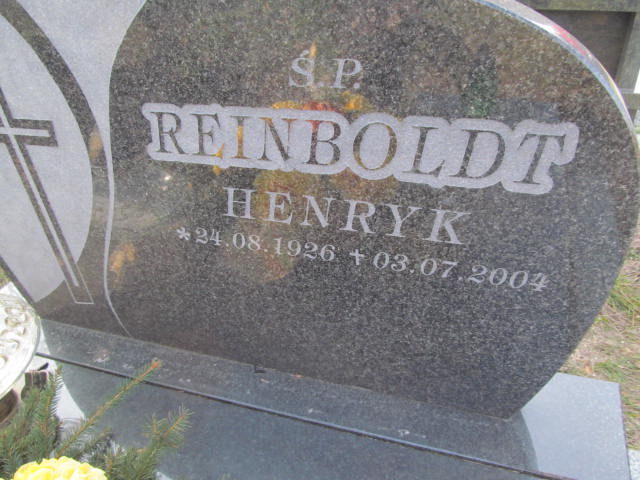 Ś.P.
REINBOLDT
HENRYK
*24.08.1926 ✝03.07.2004